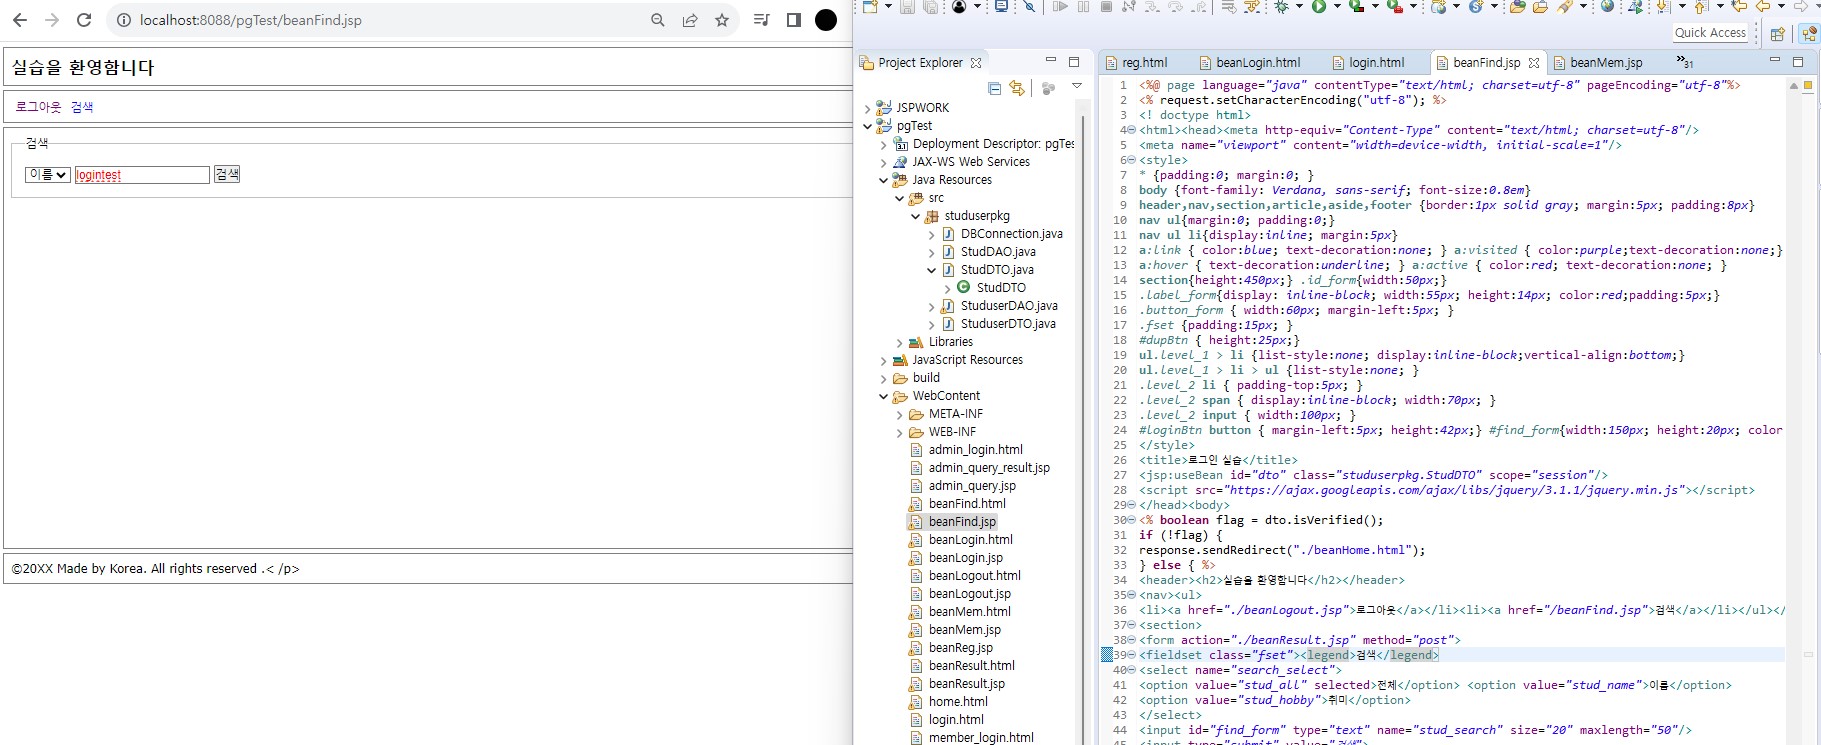 localhost:8088/pgTest/beanFind.jsp
실습을 환영합니다
로그아웃 검색
검색
이름 logintest 검색
©20XX Made by Korea. All rights reserved .< /p>
Quick Access
Project Explorer
JSPWORK
pgTest
Deployment Descriptor: pgTes
JAX-WS Web Services
Java Resources
src
studuserpkg
DBConnection.java
StudDAO.java
StudDTO.java
StudDTO
StuduserDAO.java
StuduserDTO.java
Libraries
JavaScript Resources
build
WebContent
META-INF
WEB-INF
admin_login.html
admin_query_result.jsp
admin_query.jsp
beanFind.html
beanFind.jsp
beanLogin.html
beanLogin.jsp
beanLogout.html
beanLogout.jsp
beanMem.html
beanMem.jsp
beanReg.jsp
beanResult.html
beanResult.jsp
home.html
login.html
member_login.html
reg.html beanLogin.html login.html beanFind.jsp beanMem.jsp »31
1 <%@ page language="java" contentType="text/html; charset=utf-8" pageEncoding="utf-8"%>
2 <% request.setCharacterEncoding("utf-8"); %>
3 <! doctype html>
4 <html><head><meta http-equiv="Content-Type" content="text/html; charset=utf-8"/>
5 <meta name="viewport" content="width=device-width, initial-scale=1"/>
6 <style>
7 * {padding:0; margin:0; }
8 body {font-family: Verdana, sans-serif; font-size:0.8em}
9 header,nav,section,article,aside,footer {border:1px solid gray; margin:5px; padding:8px}
10 nav ul{margin:0; padding:0;}
11 nav ul li{display:inline; margin:5px}
12 a:link { color:blue; text-decoration:none; } a:visited { color:purple;text-decoration:none;}
13 a:hover { text-decoration:underline; } a:active { color:red; text-decoration:none; }
14 section{height:450px;} .id_form{width:50px;}
15 .label_form{display: inline-block; width:55px; height:14px; color:red;padding:5px;}
16 .button_form { width:60px; margin-left:5px; }
17 .fset {padding:15px; }
18 #dupBtn { height:25px;}
19 ul.level_1 > li {list-style:none; display:inline-block;vertical-align:bottom;}
20 ul.level_1 > li > ul {list-style:none; }
21 .level_2 li { padding-top:5px; }
22 .level_2 span { display:inline-block; width:70px; }
23 .level_2 input { width:100px; }
24 #loginBtn button { margin-left:5px; height:42px;} #find_form{width:150px; height:20px; color
25 </style>
26 <title>로그인 실습</title>
27 <jsp:useBean id="dto" class="studuserpkg.StudDTO" scope="session"/>
28 <script src="https://ajax.googleapis.com/ajax/libs/jquery/3.1.1/jquery.min.js"></script>
29 </head><body>
30 <% boolean flag = dto.isVerified();
31 if (!flag) {
32 response.sendRedirect("./beanHome.html");
33 } else { %>
34 <header><h2>실습을 환영합니다</h2></header>
35 <nav><ul>
36 <li><a href="./beanLogout.jsp">로그아웃</a></li><li><a href="/beanFind.jsp">검색</a></li></ul></
37 <section>
38 <form action="./beanResult.jsp" method="post">
39 <fieldset class="fset"><legend>검색</legend>
40 <select name="search_select">
41 <option value="stud_all" selected>전체</option> <option value="stud_name">이름</option>
42 <option value="stud_hobby">취미</option>
43 </select>
44 <input id="find_form" type="text" name="stud_search" size="20" maxlength="50"/>
45 <input type="submit" value="검색">